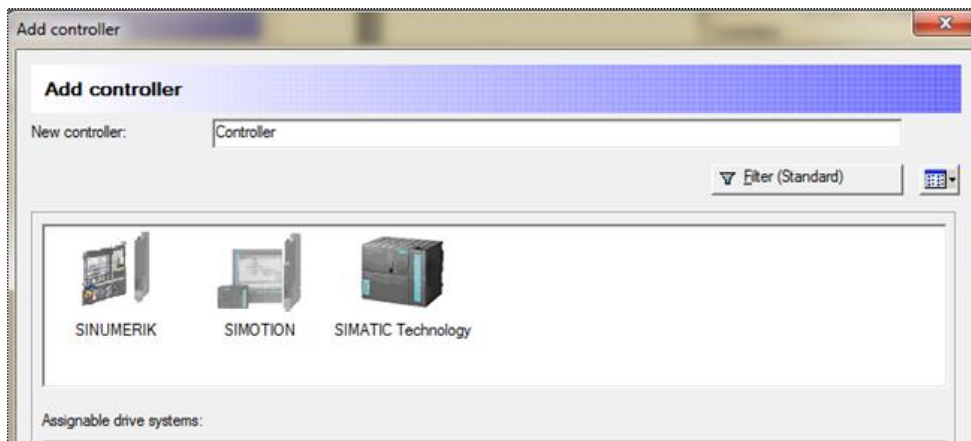 Add controller
Add controller
New controller: Controller
Filter (Standard)
SINUMERIK SIMOTION SIMATIC Technology
Assignable drive systems: